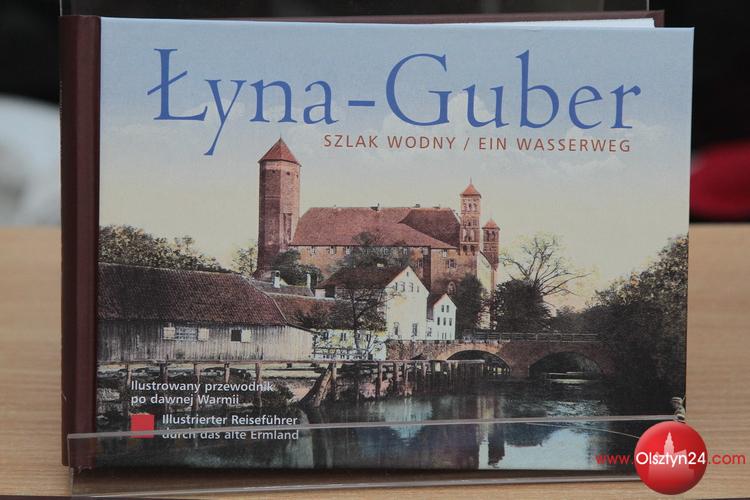 Łyna-Guber
SZLAK WODNY / EIN WASSERWEG
Ilustrowany przewodnik
po dawnej Warmii
Illustrierter Reiseführer
durch das alte Ermland
www.Olsztyn24.com